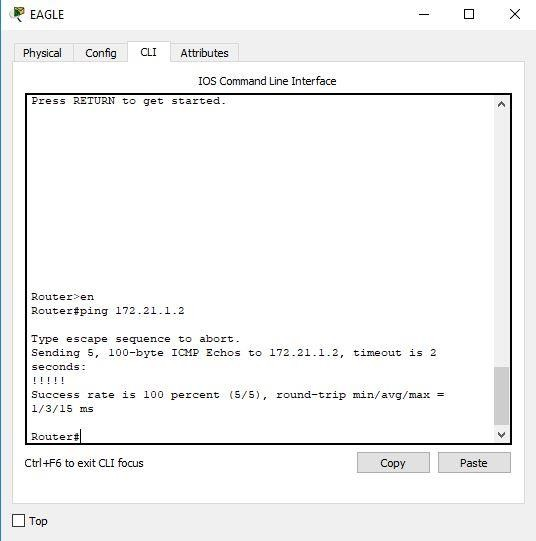 EAGLE
Physical Config CLI Attributes
IOS Command Line Interface
Press RETURN to get started.
Router>en
Router#ping 172.21.1.2
Type escape sequence to abort.
Sending 5, 100-byte ICMP Echos to 172.21.1.2, timeout is 2
seconds:
!!!!!
Success rate is 100 percent (5/5), round-trip min/avg/max =
1/3/15 ms
Router#
Ctrl+F6 to exit CLI focus Copy Paste
Top